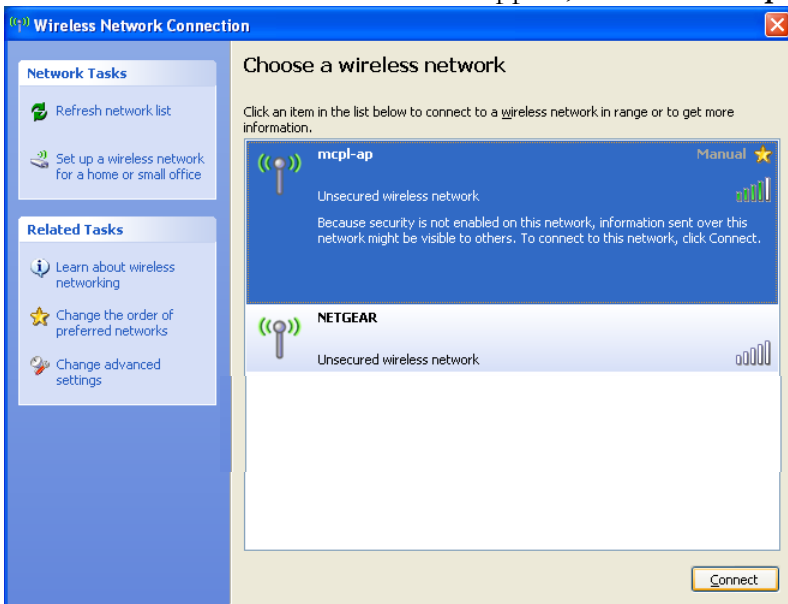 Wireless Network Connection
Network Tasks
Refresh network list
Set up a wireless network
for a home or small office
Related Tasks
Learn about wireless
networking
Change the order of
preferred networks
Change advanced
settings
Choose a wireless network
Click an item in the list below to connect to a wireless network in range or to get more
information.
mcpl-ap Manual
Unsecured wireless network
Because security is not enabled on this network, information sent over this
network might be visible to others. To connect to this network, click Connect.
NETGEAR
Unsecured wireless network
Connect